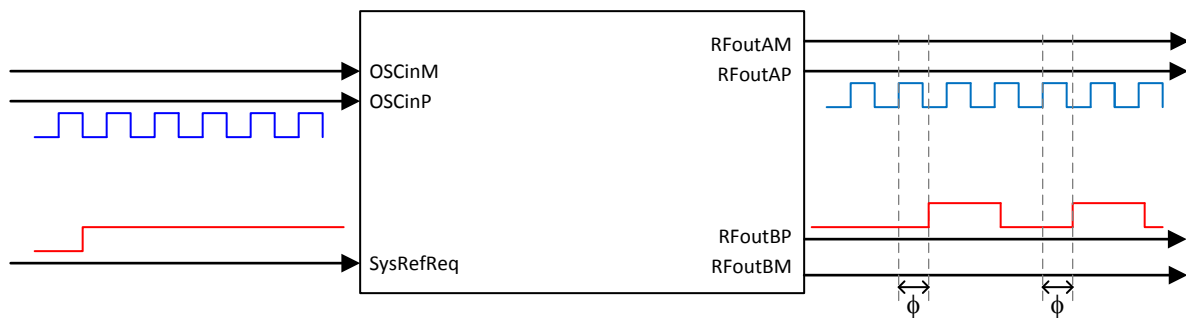 RFoutAM
OSCinM
RFoutAP
OSCinP
RFoutBP
SysRefReq
RFoutBM
ϕ ϕ